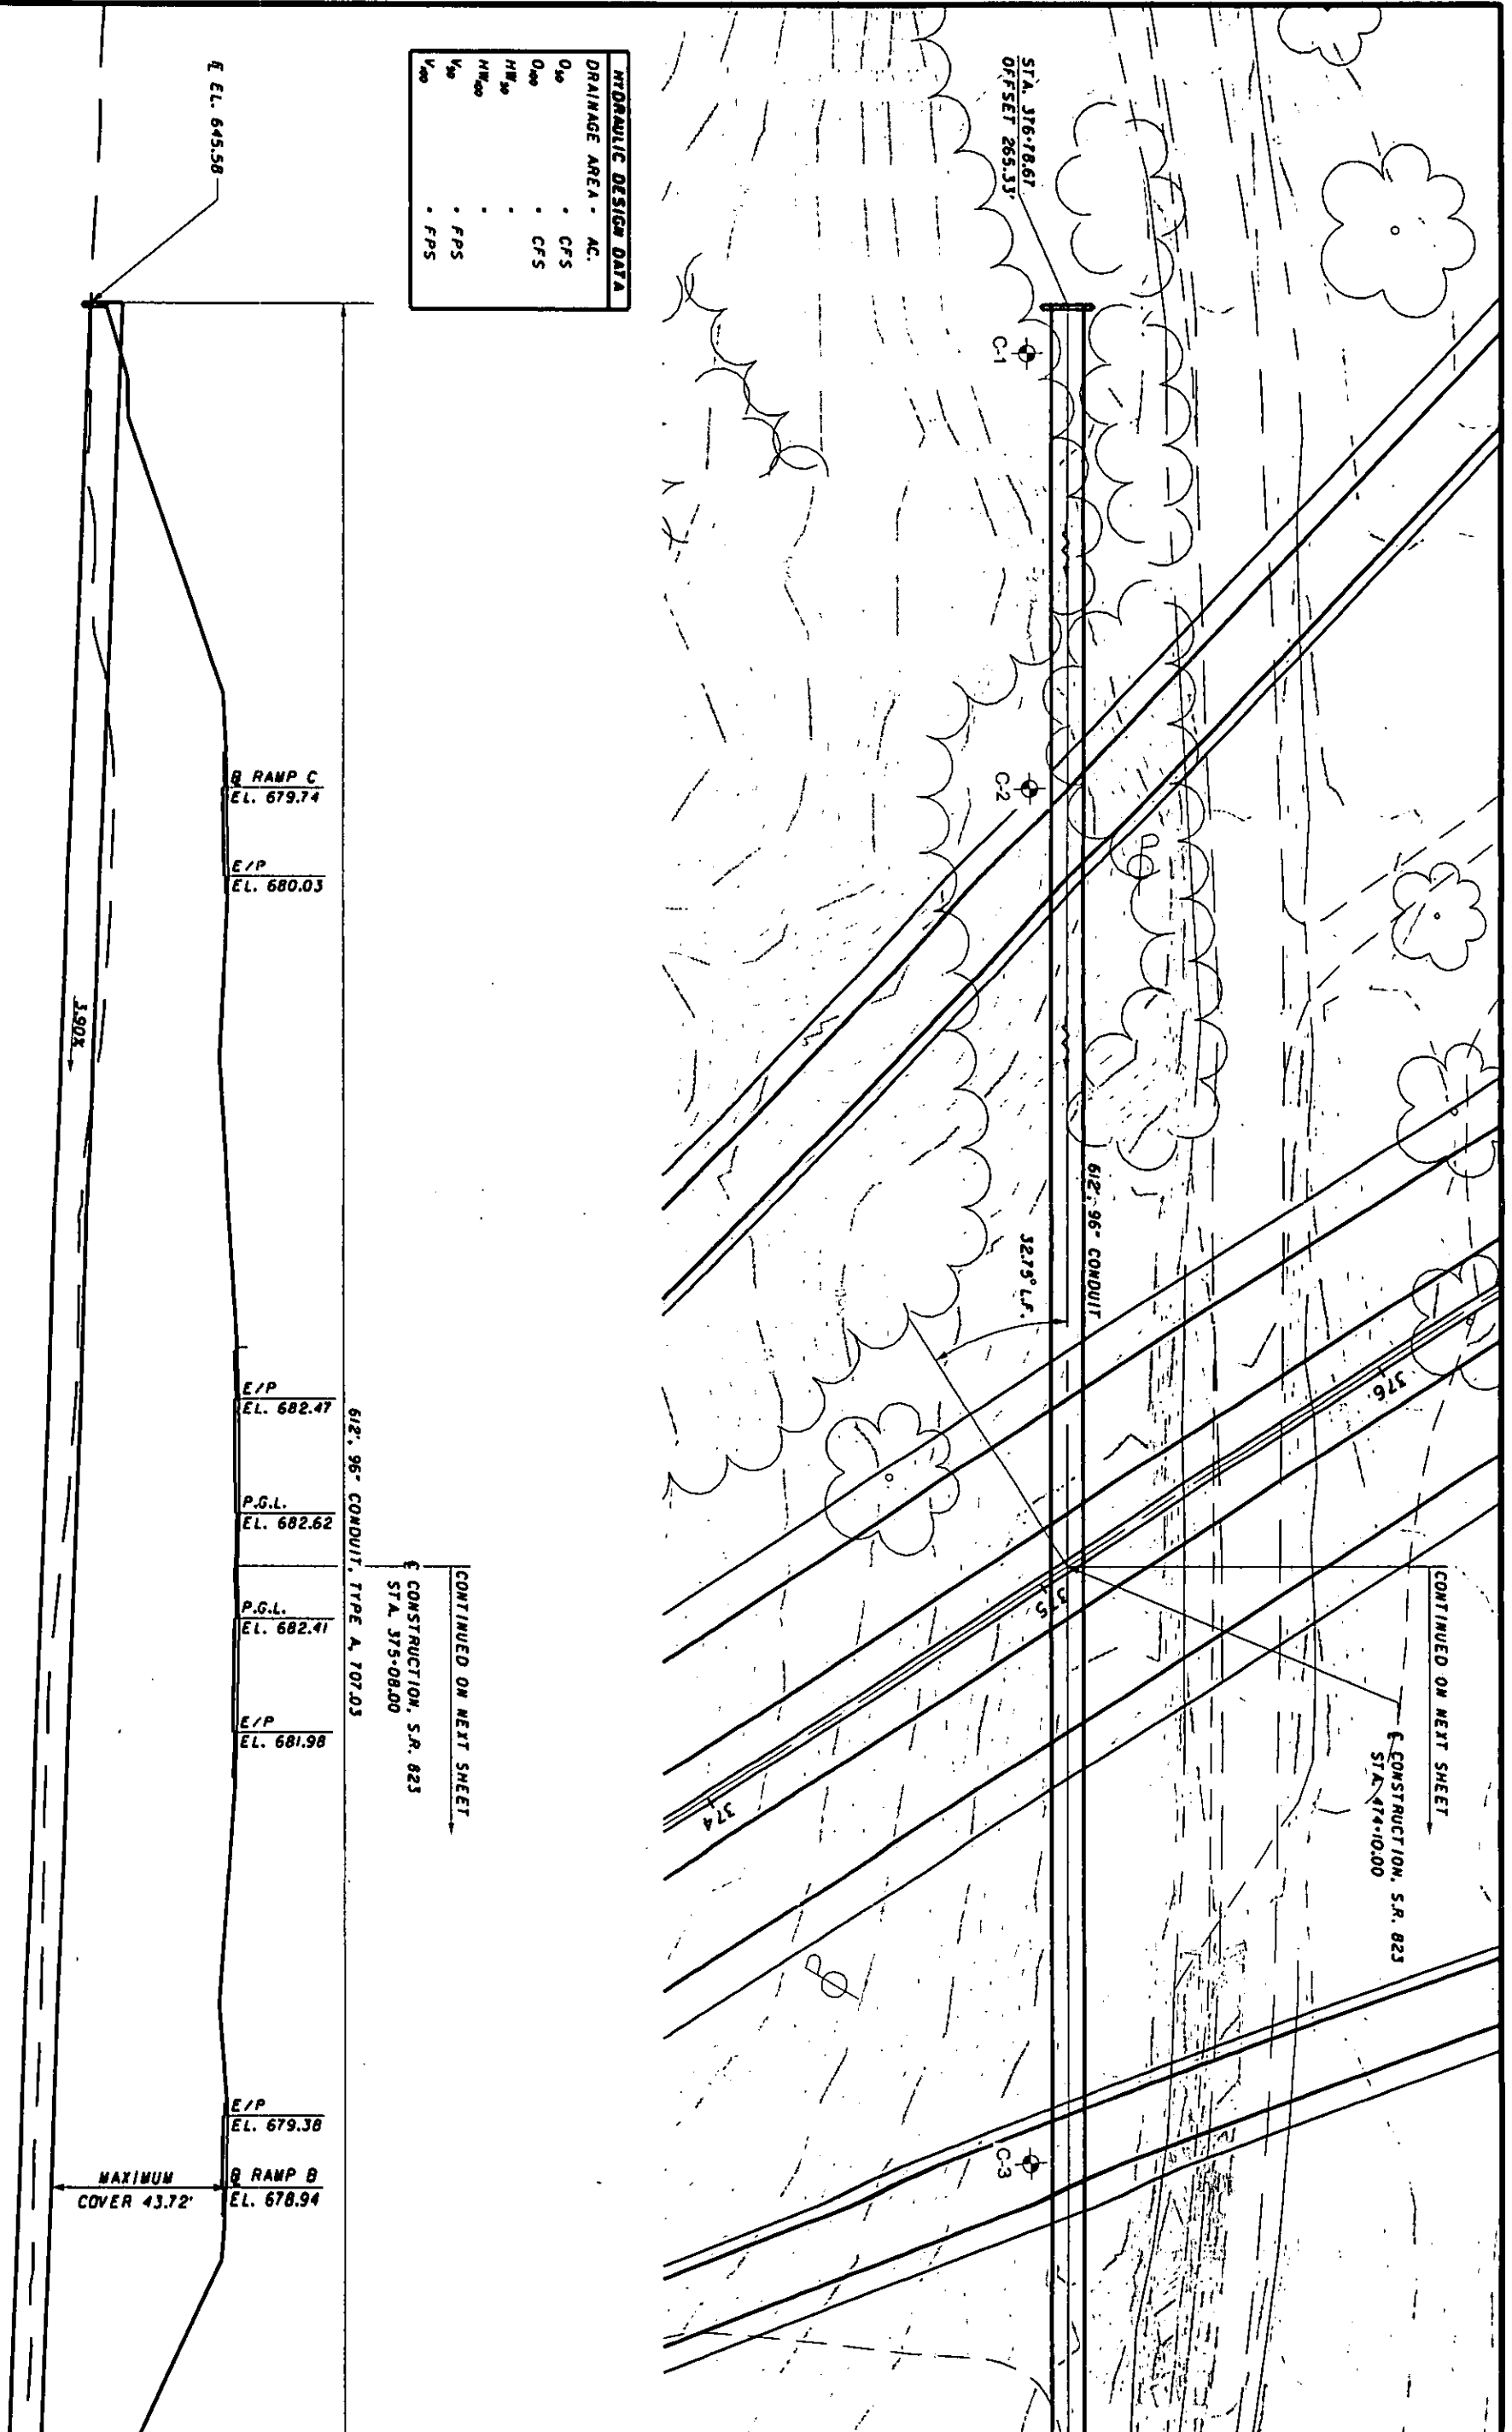 STA. 376+78.67
OFFSET 265.33'
C-1
C-2
612', 96" CONDUIT
32.75° L.F.
376
375
374
CONTINUED ON NEXT SHEET
℄ CONSTRUCTION, S.R. 823
STA. 474+10.00
C-3
HYDRAULIC DESIGN DATA
DRAINAGE AREA - AC.
Q50 - CFS
Q100 - CFS
HW50 -
HW100 -
V50 - FPS
V100 - FPS
CONTINUED ON NEXT SHEET
℄ CONSTRUCTION, S.R. 823
STA. 375+08.00
612', 96" CONDUIT, TYPE A, 707.03
EL. 645.58
RAMP C
EL. 679.74
E/P
EL. 680.03
E/P
EL. 682.47
P.G.L.
EL. 682.62
P.G.L.
EL. 682.41
E/P
EL. 681.98
E/P
EL. 679.38
RAMP B
EL. 678.94
MAXIMUM
COVER 43.72'
3.90%